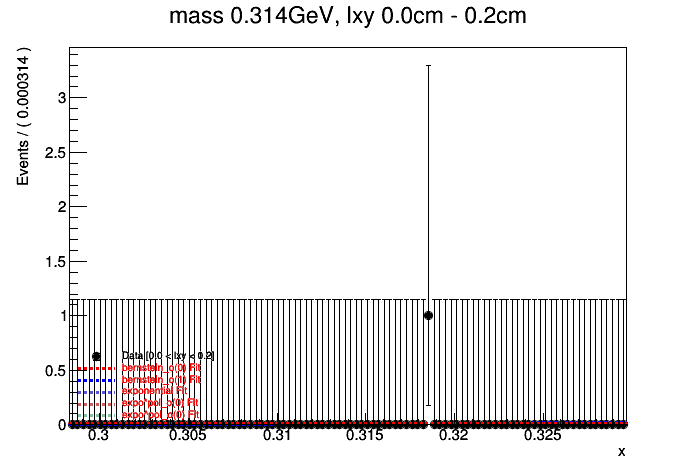 mass 0.314GeV, lxy 0.0cm - 0.2cm
Events / ( 0.000314 )
3
2.5
2
1.5
1
0.5
0
Data [0.0 < lxy < 0.2]
bernstein_o(0) Fit
bernstein_o(1) Fit
exponential Fit
expo*pol_o(0) Fit
expo*pol_o(0) Fit
0.3 0.305 0.31 0.315 0.32 0.325
x